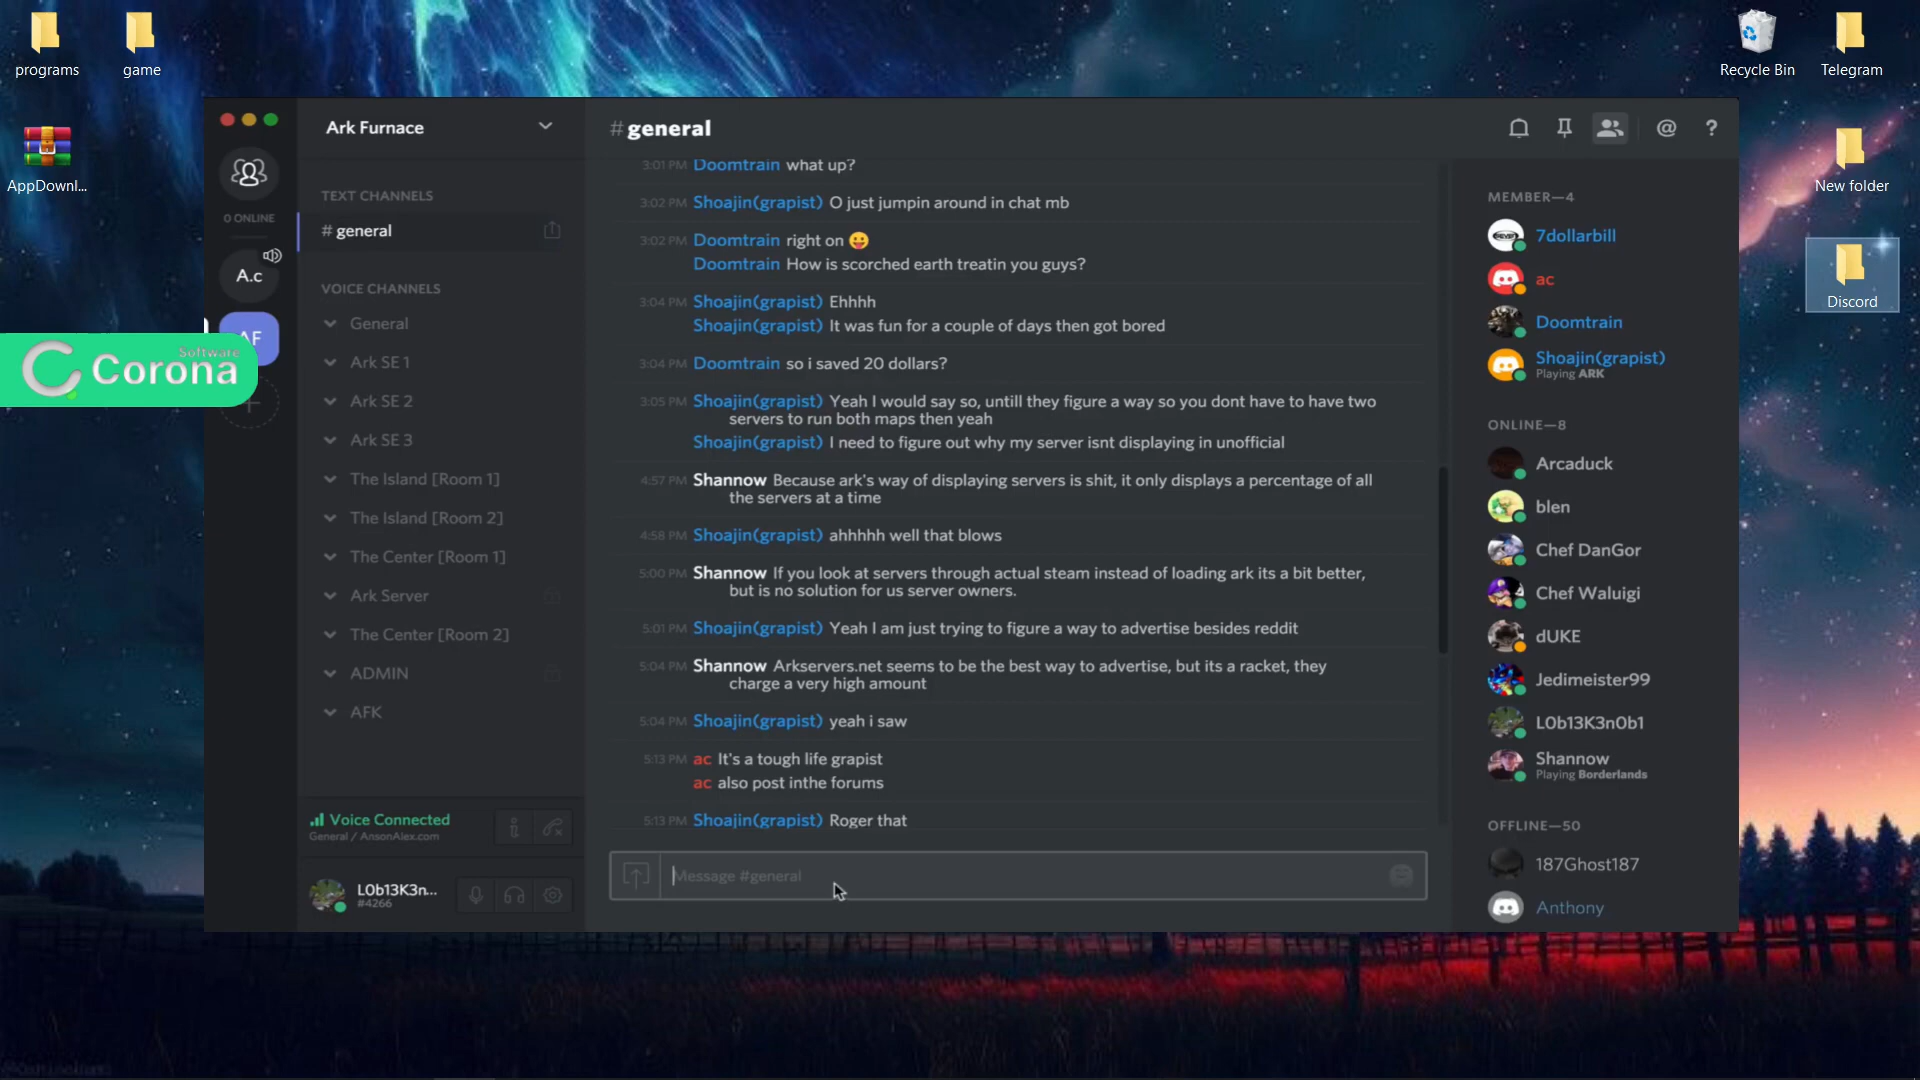 programs
game
AppDownl...
Recycle Bin
Telegram
New folder
Discord
Software
Corona
0 ONLINE
A.c
AF
Ark Furnace
TEXT CHANNELS
# general
VOICE CHANNELS
General
Ark SE 1
Ark SE 2
Ark SE 3
The Island [Room 1]
The Island [Room 2]
The Center [Room 1]
Ark Server
The Center [Room 2]
ADMIN
AFK
Voice Connected
General / AnsonAlex.com
L0b13K3n...
#4266
# general
3:01 PM Doomtrain what up?
3:02 PM Shoajin(grapist) O just jumpin around in chat mb
3:02 PM Doomtrain right on 😛
Doomtrain How is scorched earth treatin you guys?
3:04 PM Shoajin(grapist) Ehhhh
Shoajin(grapist) It was fun for a couple of days then got bored
3:04 PM Doomtrain so i saved 20 dollars?
3:05 PM Shoajin(grapist) Yeah I would say so, untill they figure a way so you dont have to have two
servers to run both maps then yeah
Shoajin(grapist) I need to figure out why my server isnt displaying in unofficial
4:57 PM Shannow Because ark's way of displaying servers is shit, it only displays a percentage of all
the servers at a time
4:58 PM Shoajin(grapist) ahhhhh well that blows
5:00 PM Shannow If you look at servers through actual steam instead of loading ark its a bit better,
but is no solution for us server owners.
5:01 PM Shoajin(grapist) Yeah I am just trying to figure a way to advertise besides reddit
5:04 PM Shannow Arkservers.net seems to be the best way to advertise, but its a racket, they
charge a very high amount
5:04 PM Shoajin(grapist) yeah i saw
5:13 PM ac It's a tough life grapist
ac also post inthe forums
5:13 PM Shoajin(grapist) Roger that
Message #general
MEMBER—4
7dollarbill
ac
Doomtrain
Shoajin(grapist)
Playing ARK
ONLINE—8
Arcaduck
blen
Chef DanGor
Chef Waluigi
dUKE
Jedimeister99
L0b13K3n0b1
Shannow
Playing Borderlands
OFFLINE—50
187Ghost187
Anthony